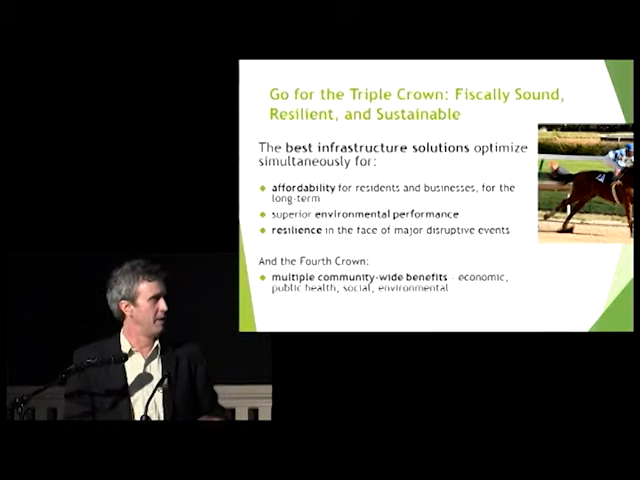 Go for the Triple Crown: Fiscally Sound,
Resilient, and Sustainable
The best infrastructure solutions optimize
simultaneously for:
affordability for residents and businesses, for the
long-term
superior environmental performance
resilience in the face of major disruptive events
And the Fourth Crown:
multiple community-wide benefits – economic,
public health, social, environmental